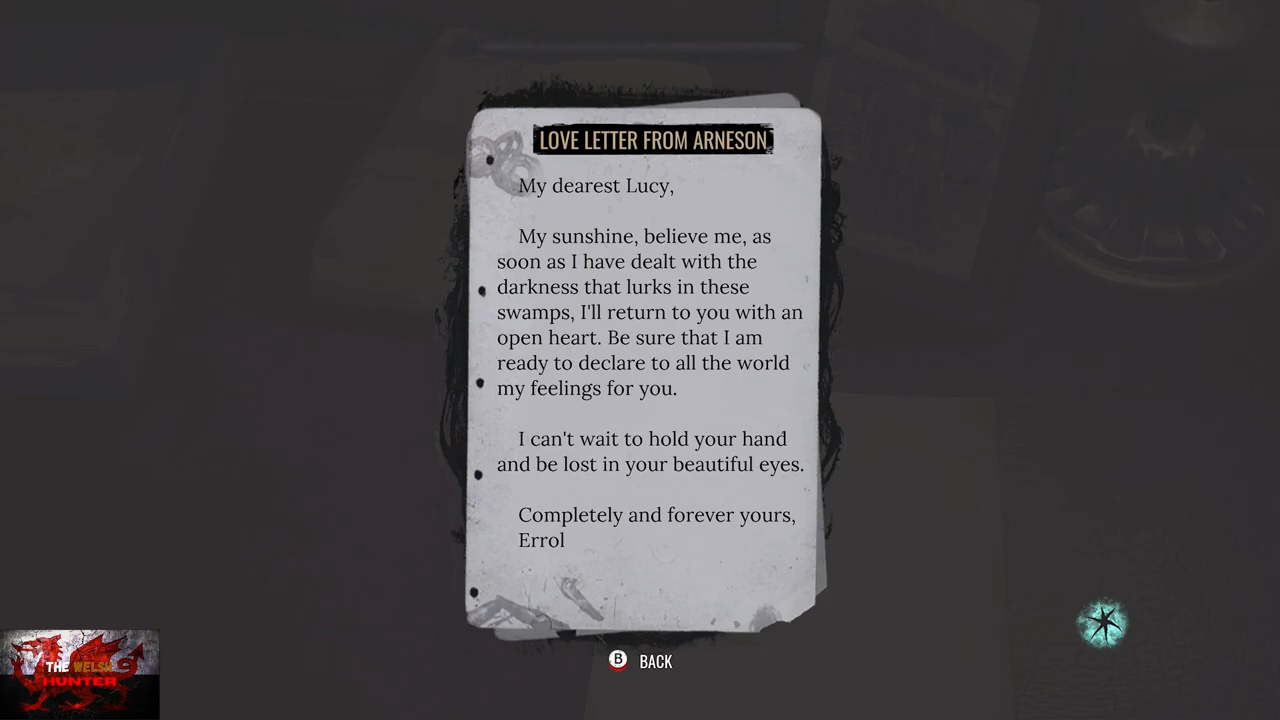 LOVE LETTER FROM ARNESON
My dearest Lucy,
My sunshine, believe me, as
soon as I have dealt with the
darkness that lurks in these
swamps, I'll return to you with an
open heart. Be sure that I am
ready to declare to all the world
my feelings for you.
I can't wait to hold your hand
and be lost in your beautiful eyes.
Completely and forever yours,
Errol
B BACK
THE WELSH
HUNTER